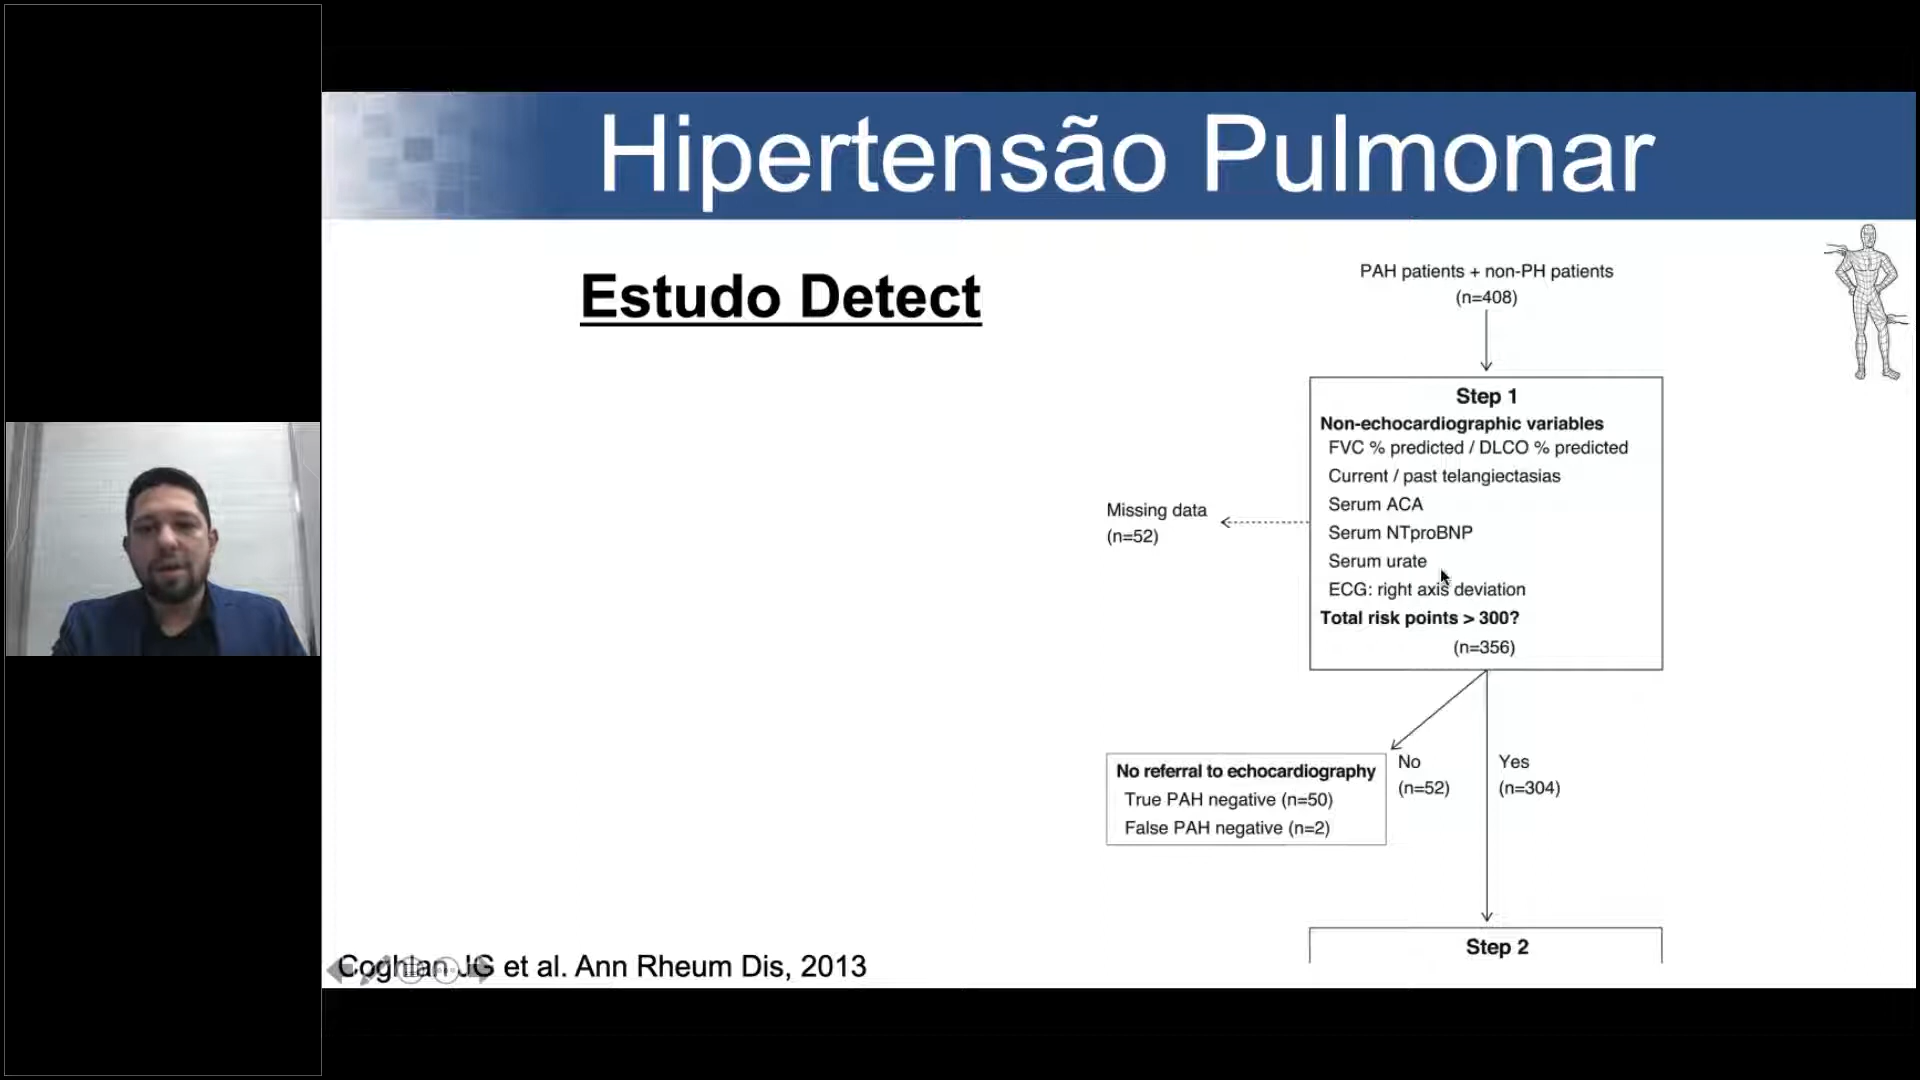 Hipertensão Pulmonar
Estudo Detect
PAH patients + non-PH patients
(n=408)
Step 1
Non-echocardiographic variables
FVC % predicted / DLCO % predicted
Current / past telangiectasias
Serum ACA
Serum NTproBNP
Serum urate
ECG: right axis deviation
Total risk points > 300?
(n=356)
Missing data
(n=52)
No
(n=52)
Yes
(n=304)
No referral to echocardiography
True PAH negative (n=50)
False PAH negative (n=2)
Step 2
Coghlan JG et al. Ann Rheum Dis, 2013